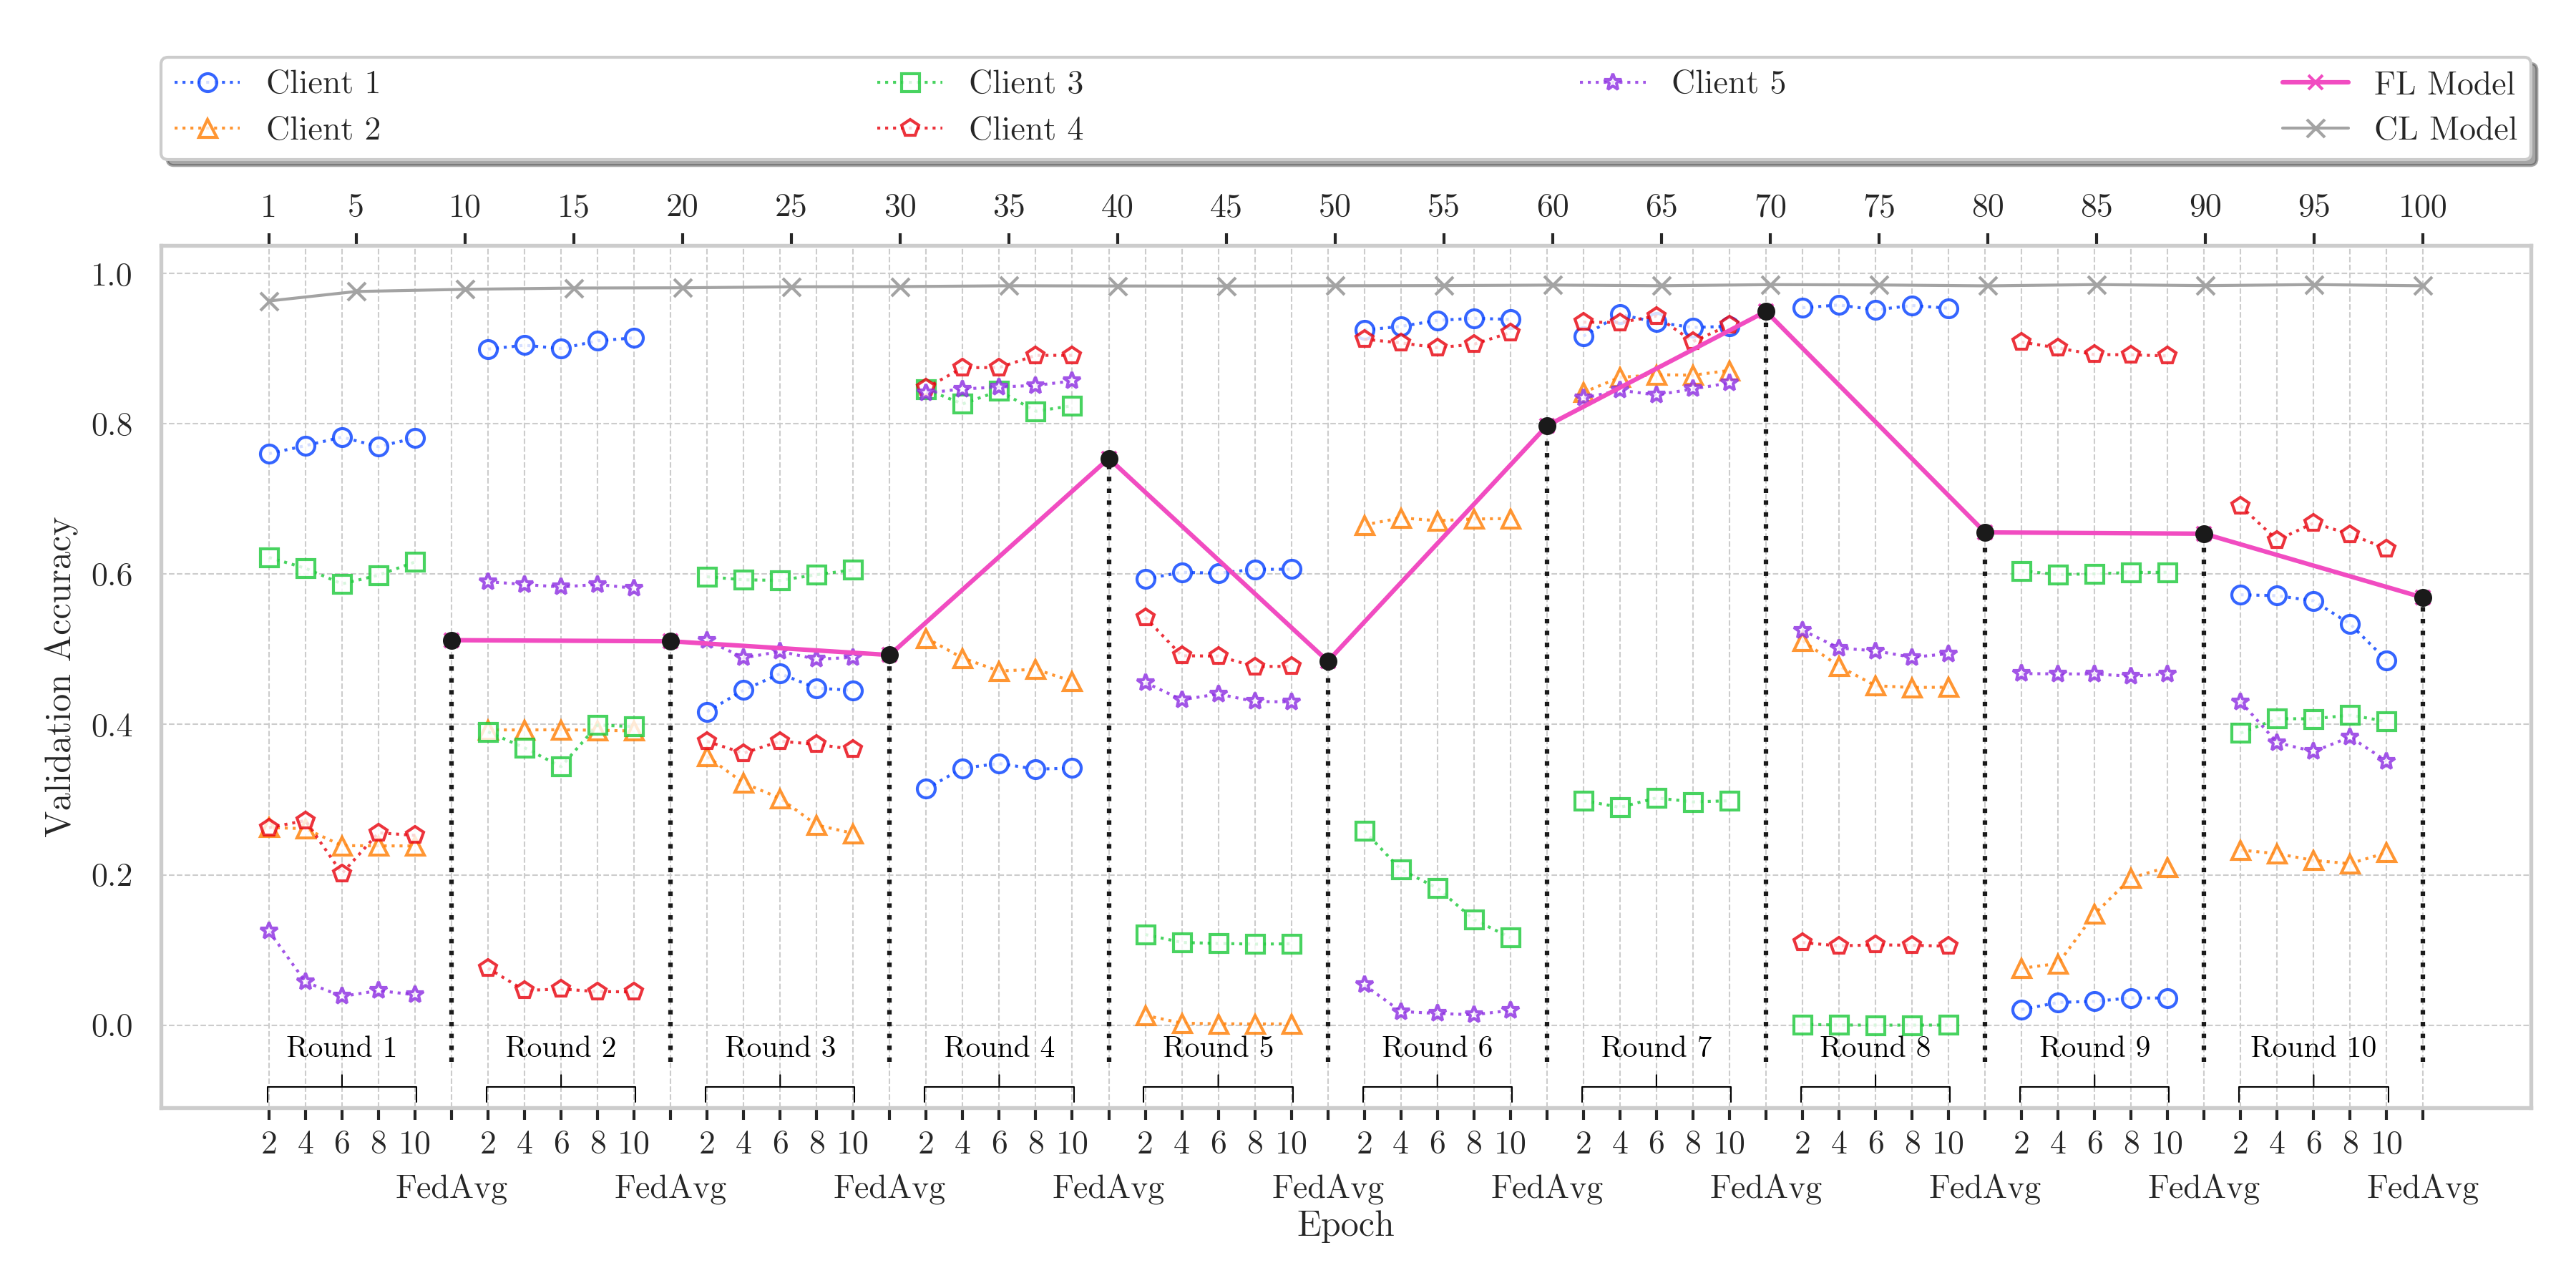 Client 1 Client 3 Client 5 FL Model
Client 2 Client 4 CL Model
1 5 10 15 20 25 30 35 40 45 50 55 60 65 70 75 80 85 90 95 100
1.0
0.8
0.6
0.4
0.2
0.0
Validation Accuracy
Round 1 Round 2 Round 3 Round 4 Round 5 Round 6 Round 7 Round 8 Round 9 Round 10
2 4 6 8 10 2 4 6 8 10 2 4 6 8 10 2 4 6 8 10 2 4 6 8 10 2 4 6 8 10 2 4 6 8 10 2 4 6 8 10 2 4 6 8 10 2 4 6 8 10
FedAvg FedAvg FedAvg FedAvg FedAvg FedAvg FedAvg FedAvg FedAvg FedAvg
Epoch